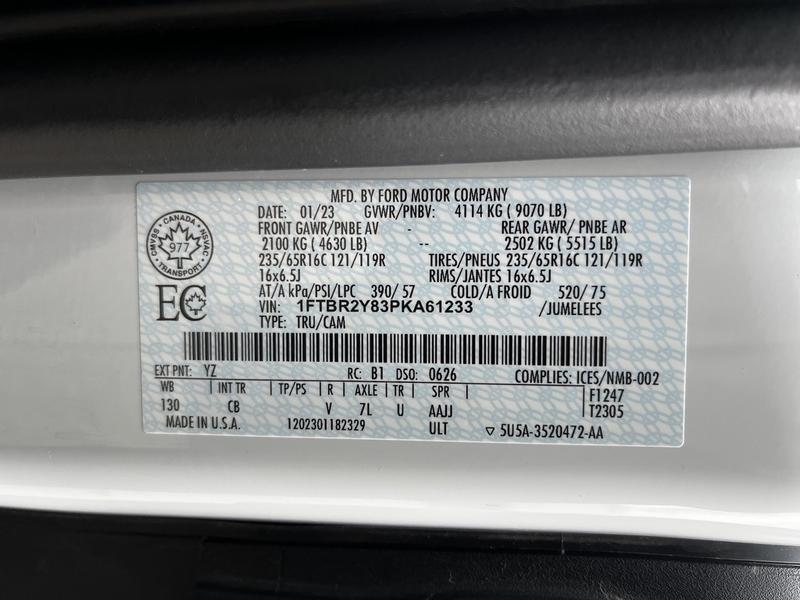 MFD. BY FORD MOTOR COMPANY
DATE: 01/23 GVWR/PNBV: 4114 KG ( 9070 LB)
FRONT GAWR/PNBE AV - REAR GAWR/ PNBE AR
2100 KG ( 4630 LB) -- 2502 KG ( 5515 LB)
235/65R16C 121/119R TIRES/PNEUS 235/65R16C 121/119R
16x6.5J RIMS/JANTES 16x6.5J
AT/A kPa/PSI/LPC 390/ 57 COLD/A FROID 520/ 75
VIN: 1FTBR2Y83PKA61233 /JUMELEES
TYPE: TRU/CAM
CANADA
CMVSS 977 NSVAC
TRANSPORT
EC
EXT PNT: YZ RC: B1 DSO: 0626 COMPLIES: ICES/NMB-002
WB | INT TR | TP/PS | R | AXLE | TR | SPR F1247
130 CB V 7L U AAJJ T2305
MADE IN U.S.A. 1202301182329 ULT ▽ 5U5A-3520472-AA